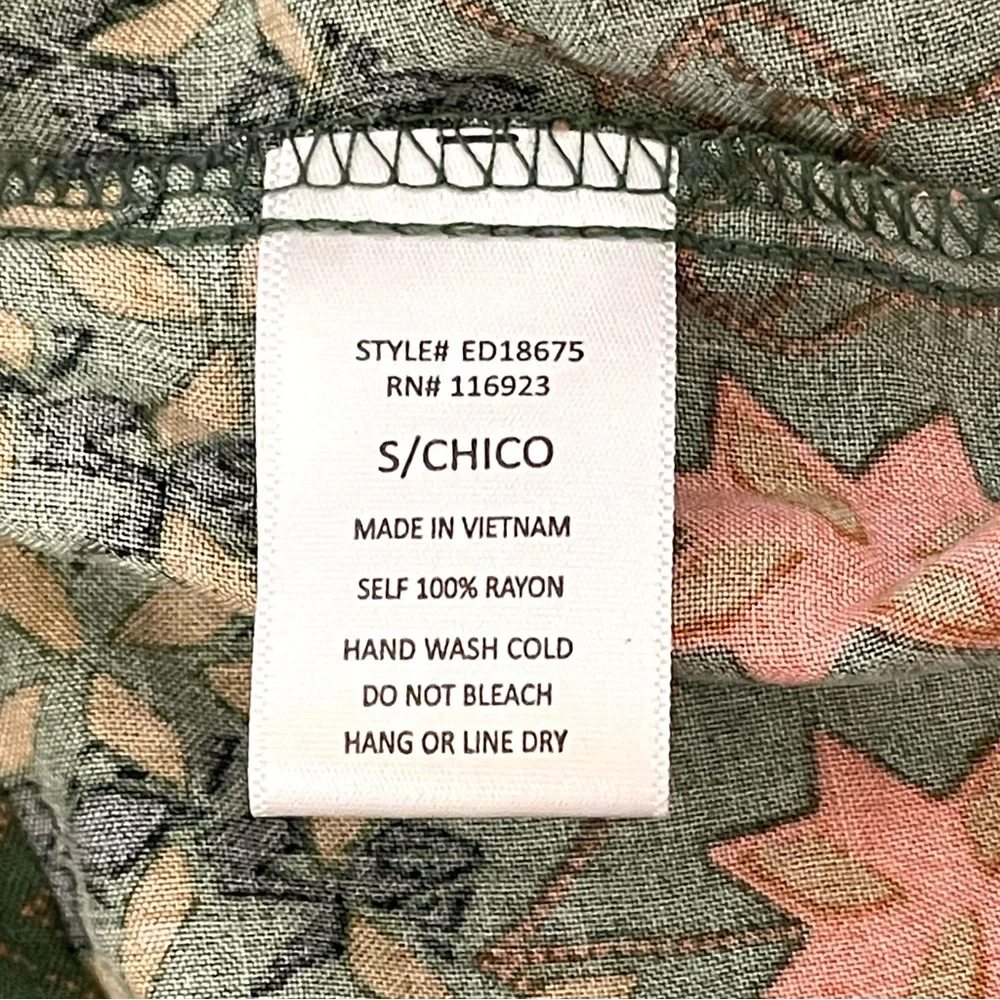 STYLE# ED18675
RN# 116923
S/CHICO
MADE IN VIETNAM
SELF 100% RAYON
HAND WASH COLD
DO NOT BLEACH
HANG OR LINE DRY